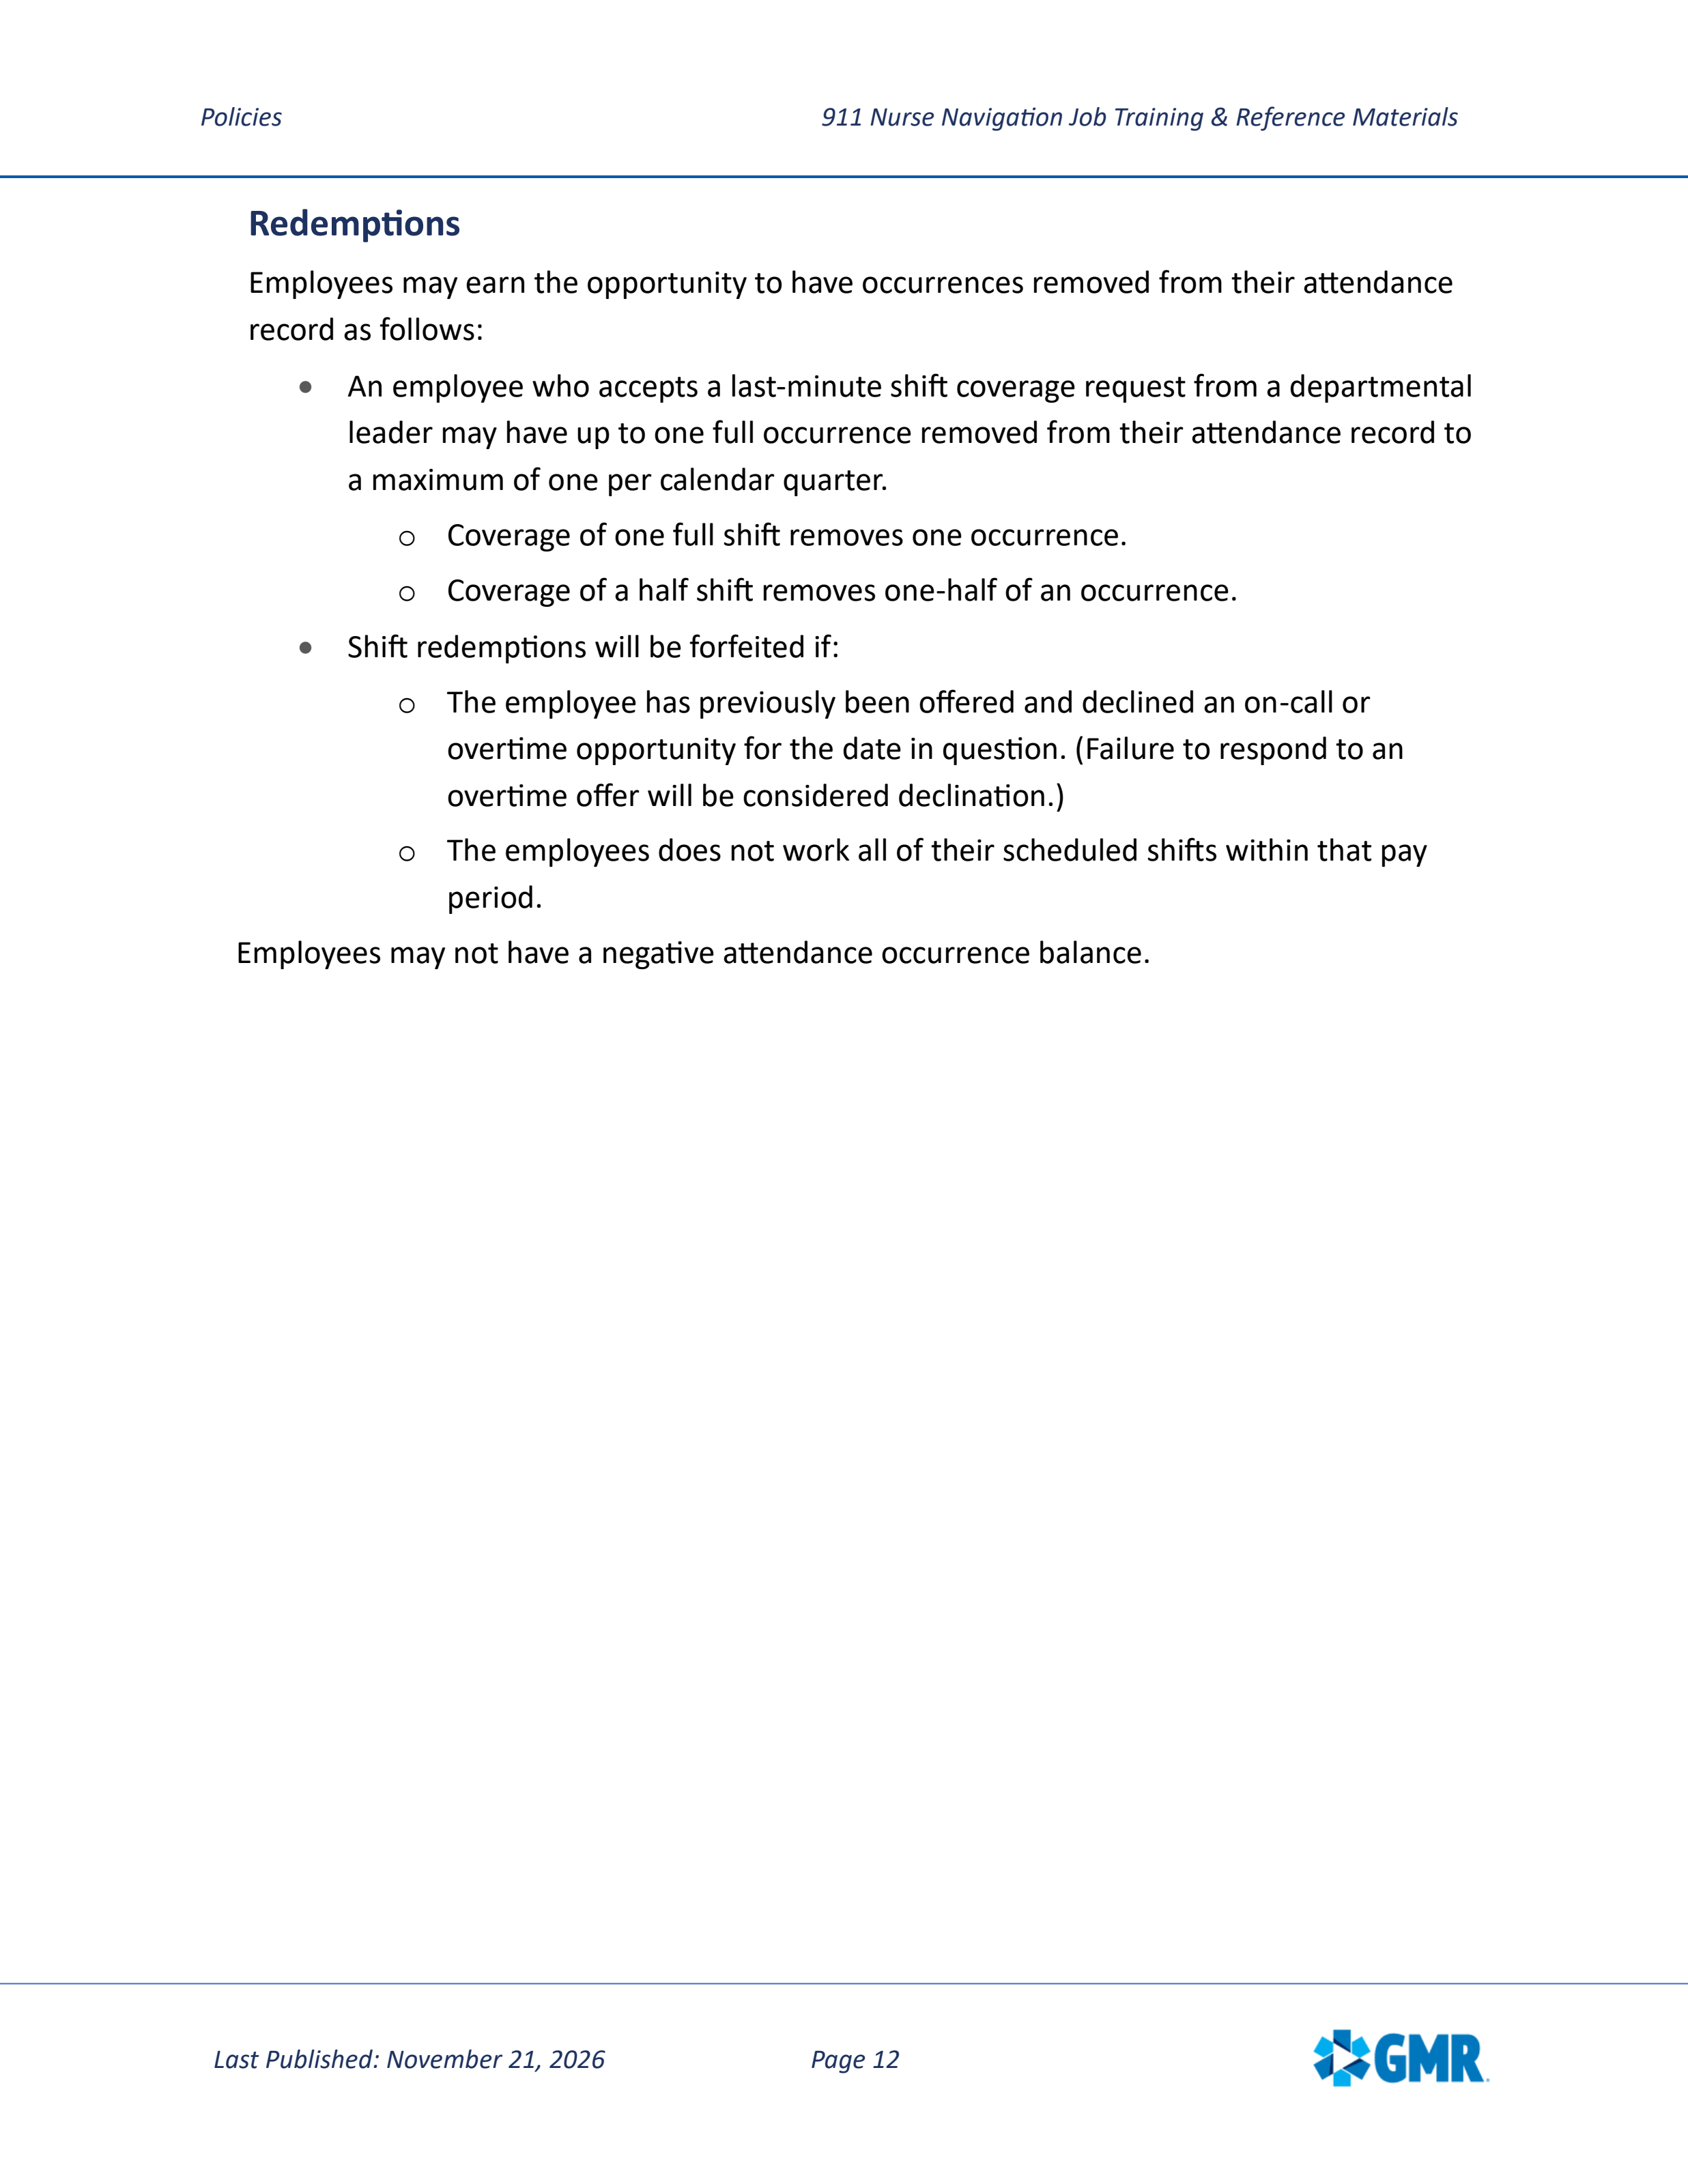 Policies 911 Nurse Navigation Job Training & Reference Materials
Redemptions
Employees may earn the opportunity to have occurrences removed from their attendance
record as follows:
• An employee who accepts a last-minute shift coverage request from a departmental
leader may have up to one full occurrence removed from their attendance record to
a maximum of one per calendar quarter.
o Coverage of one full shift removes one occurrence.
o Coverage of a half shift removes one-half of an occurrence.
• Shift redemptions will be forfeited if:
o The employee has previously been offered and declined an on-call or
overtime opportunity for the date in question. (Failure to respond to an
overtime offer will be considered declination.)
o The employees does not work all of their scheduled shifts within that pay
period.
Employees may not have a negative attendance occurrence balance.
Last Published: November 21, 2026 Page 12 GMR